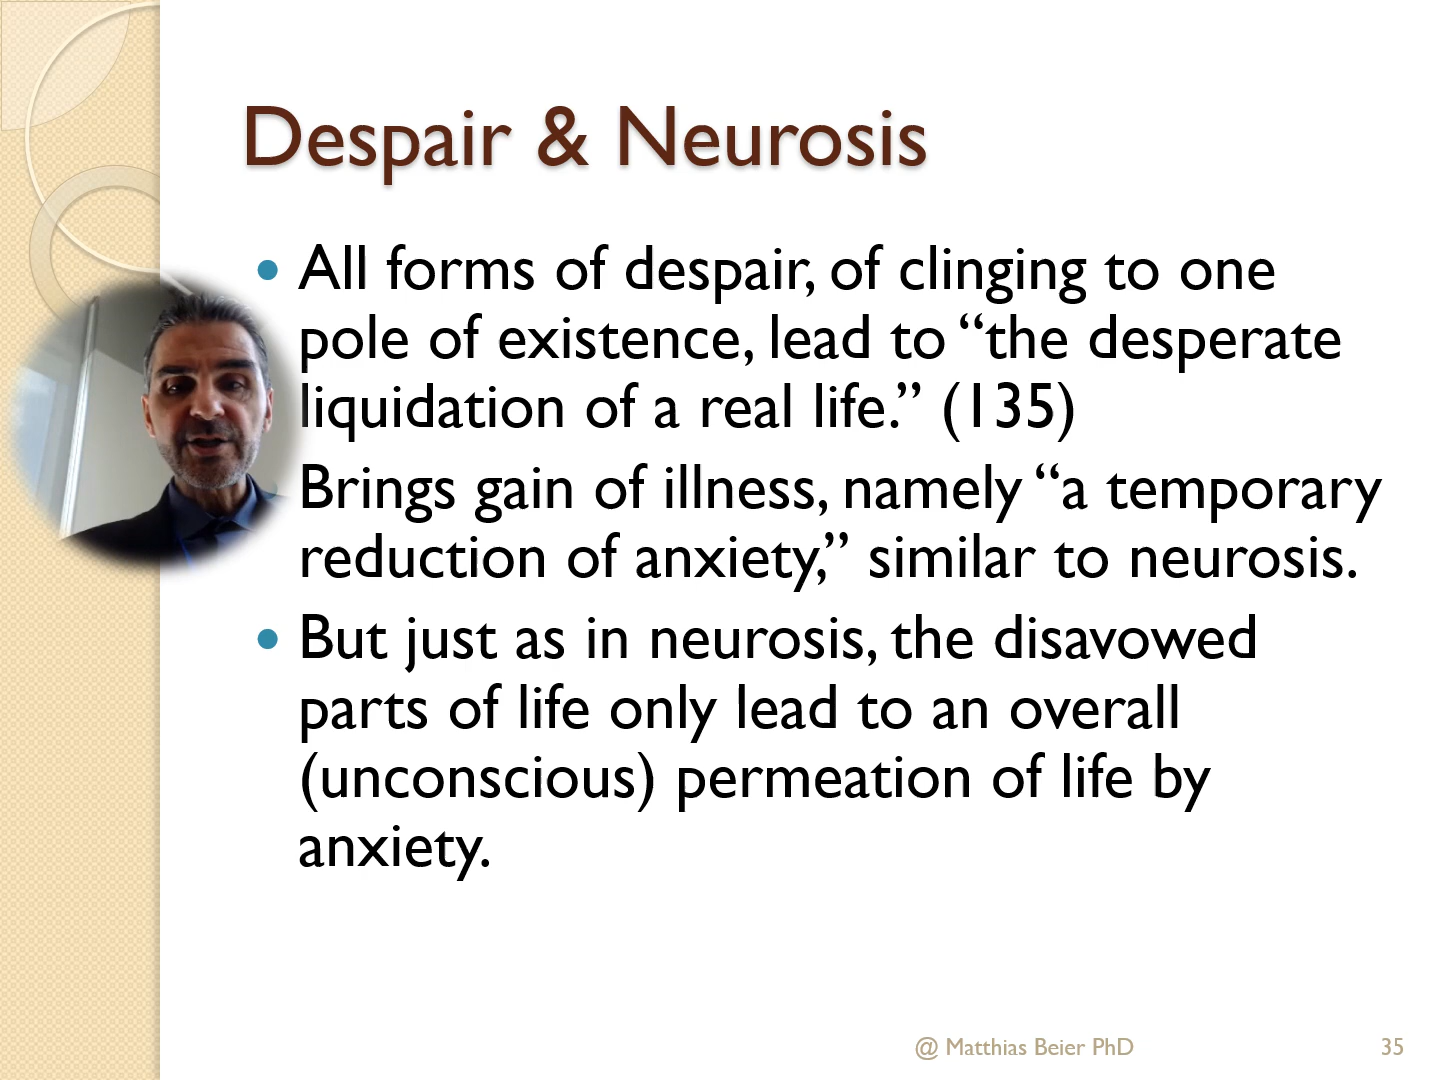 Despair & Neurosis
All forms of despair, of clinging to one
pole of existence, lead to “the desperate
liquidation of a real life.” (135)
Brings gain of illness, namely “a temporary
reduction of anxiety,” similar to neurosis.
But just as in neurosis, the disavowed
parts of life only lead to an overall
(unconscious) permeation of life by
anxiety.
@ Matthias Beier PhD
35